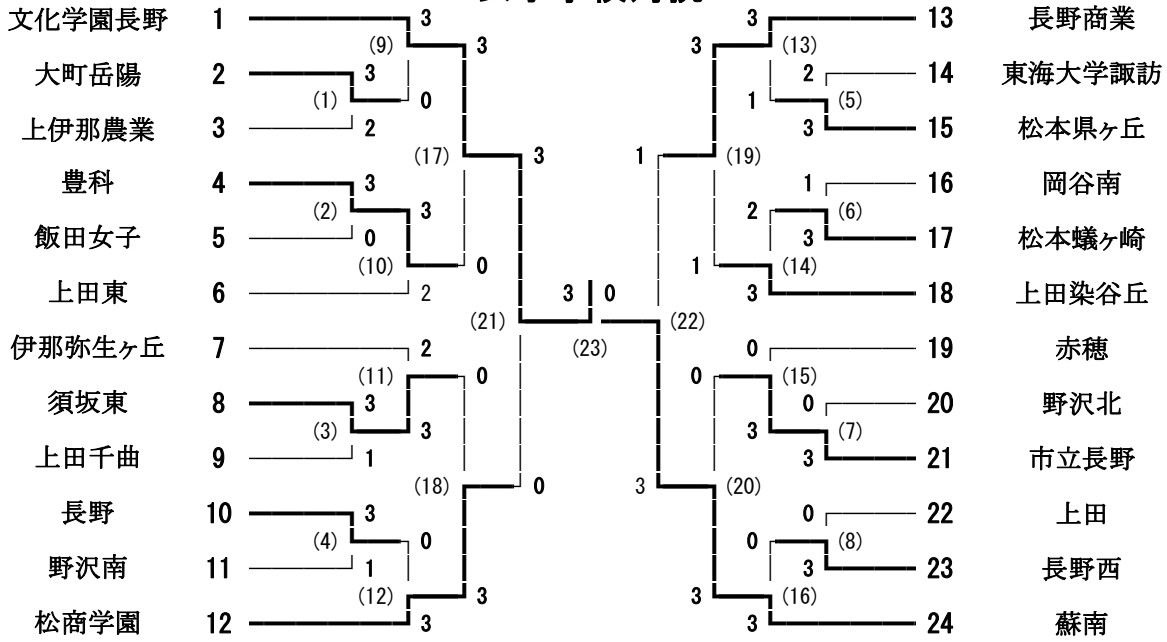 文化学園長野 1 3 3 13 長野商業
(9) 3 3 (13)
大町岳陽 2 3 2 14 東海大学諏訪
(1) 0 1 (5)
上伊那農業 3 2 3 15 松本県ヶ丘
(17) 3 1 (19)
豊科 4 3 1 16 岡谷南
(2) 3 2 (6)
飯田女子 5 0 3 17 松本蟻ヶ崎
(10) 0 1 (14)
上田東 6 2 3 0 3 18 上田染谷丘
(21) (22)
伊那弥生ヶ丘 7 2 (23) 0 19 赤穂
(11) 0 0 (15)
須坂東 8 3 0 20 野沢北
(3) 3 3 (7)
上田千曲 9 1 3 21 市立長野
(18) 0 3 (20)
長野 10 3 0 22 上田
(4) 0 0 (8)
野沢南 11 1 3 23 長野西
(12) 3 3 (16)
松商学園 12 3 3 24 蘇南